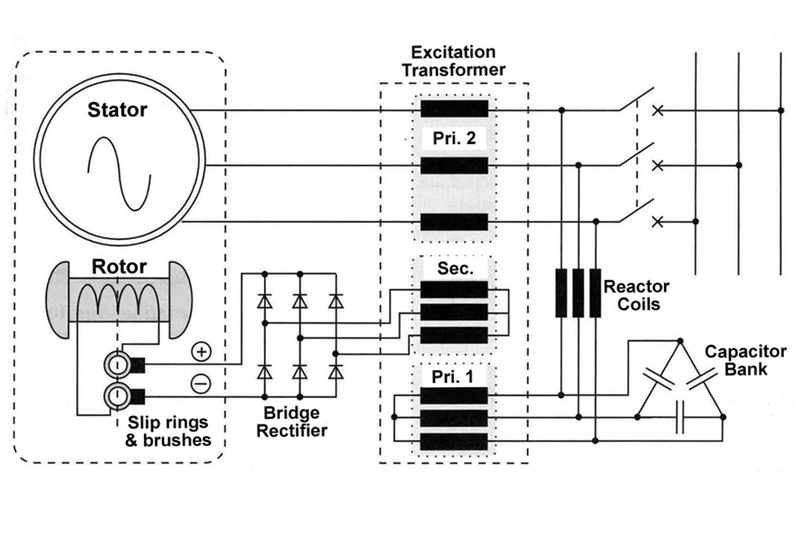 Excitation
Transformer
Stator
Pri. 2
Rotor
Sec.
Reactor
Coils
+
Pri. 1
Capacitor
Bank
−
Bridge
Rectifier
Slip rings
& brushes